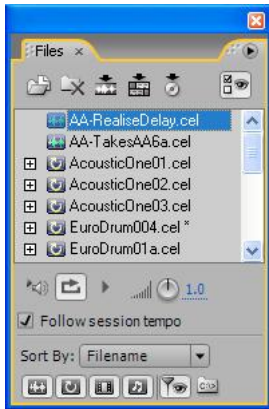 Files ×
AA-RealiseDelay.cel
AA-TakesAA6a.cel
AcousticOne01.cel
AcousticOne02.cel
AcousticOne03.cel
EuroDrum004.cel *
EuroDrum01a.cel
1.0
Follow session tempo
Sort By: Filename